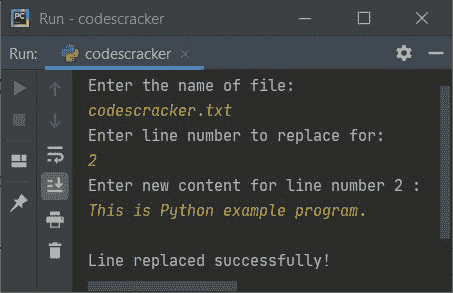 PC
Run - codescracker
Run:
codescracker
Enter the name of file:
codescracker.txt
Enter line number to replace for:
2
Enter new content for line number 2 :
This is Python example program.
Line replaced successfully!